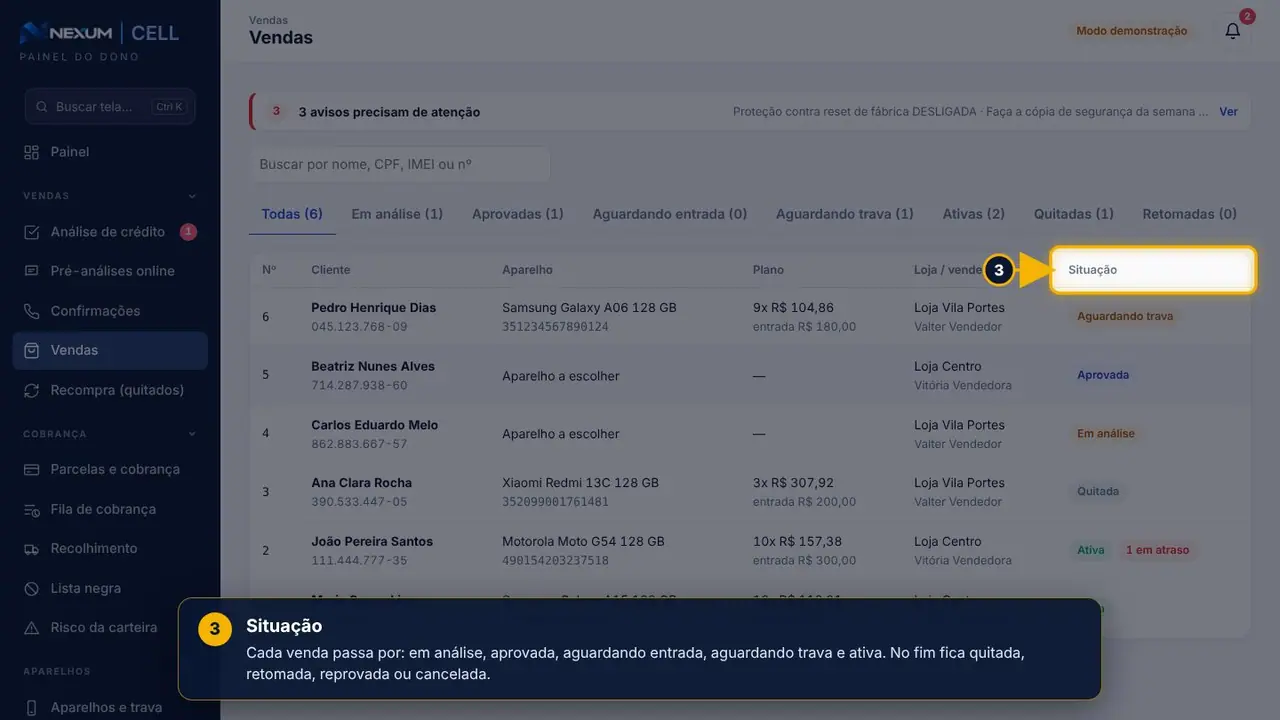 NEXUM | CELL
PAINEL DO DONO
Buscar tela... Ctrl K
Painel
VENDAS
Análise de crédito 1
Pré-análises online
Confirmações
Vendas
Recompra (quitados)
COBRANÇA
Parcelas e cobrança
Fila de cobrança
Recolhimento
Lista negra
Risco da carteira
APARELHOS
Aparelhos e trava
Vendas
Vendas
Modo demonstração
2
3 3 avisos precisam de atenção
Proteção contra reset de fábrica DESLIGADA · Faça a cópia de segurança da semana ... Ver
Buscar por nome, CPF, IMEI ou nº
Todas (6) Em análise (1) Aprovadas (1) Aguardando entrada (0) Aguardando trava (1) Ativas (2) Quitadas (1) Retomadas (0)
Nº Cliente Aparelho Plano Loja / vende 3 Situação
6 Pedro Henrique Dias Samsung Galaxy A06 128 GB 9x R$ 104,86 Loja Vila Portes Aguardando trava
045.123.768-09 351234567890124 entrada R$ 180,00 Valter Vendedor
5 Beatriz Nunes Alves Aparelho a escolher — Loja Centro Aprovada
714.287.938-60 Vitória Vendedora
4 Carlos Eduardo Melo Aparelho a escolher — Loja Vila Portes Em análise
862.883.667-57 Valter Vendedor
3 Ana Clara Rocha Xiaomi Redmi 13C 128 GB 3x R$ 307,92 Loja Vila Portes Quitada
390.533.447-05 352099001761481 entrada R$ 200,00 Valter Vendedor
2 João Pereira Santos Motorola Moto G54 128 GB 10x R$ 157,38 Loja Centro Ativa 1 em atraso
111.444.777-35 490154203237518 entrada R$ 300,00 Vitória Vendedora
3 Situação
Cada venda passa por: em análise, aprovada, aguardando entrada, aguardando trava e ativa. No fim fica quitada,
retomada, reprovada ou cancelada.